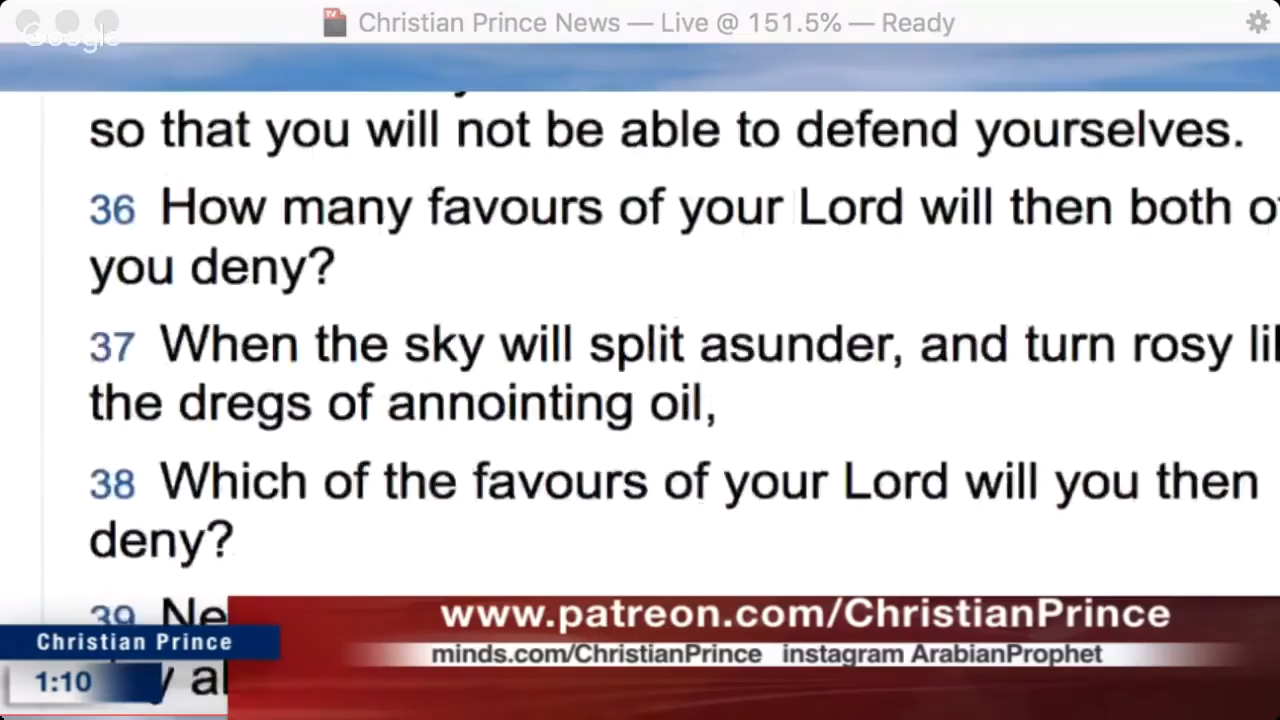 Christian Prince News — Live @ 151.5% — Ready
Google
so that you will not be able to defend yourselves.
36 How many favours of your Lord will then both
you deny?
37 When the sky will split asunder, and turn rosy
the dregs of annointing oil,
38 Which of the favours of your Lord will you then
deny?
39
www.patreon.com/ChristianPrince
Christian Prince
minds.com/ChristianPrince instagram ArabianProphet
1:10